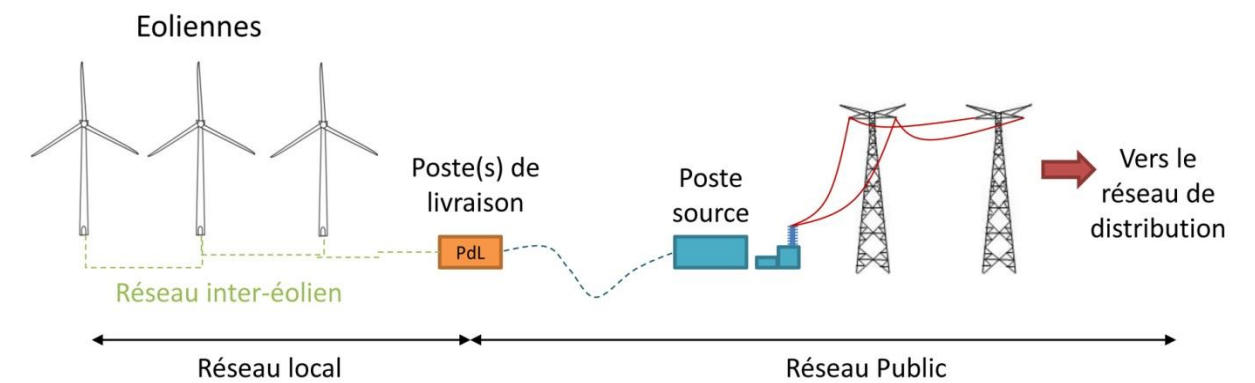 Eoliennes
Poste(s) de
livraison
PdL
Poste
source
Vers le
réseau de
distribution
Réseau inter-éolien
Réseau local
Réseau Public